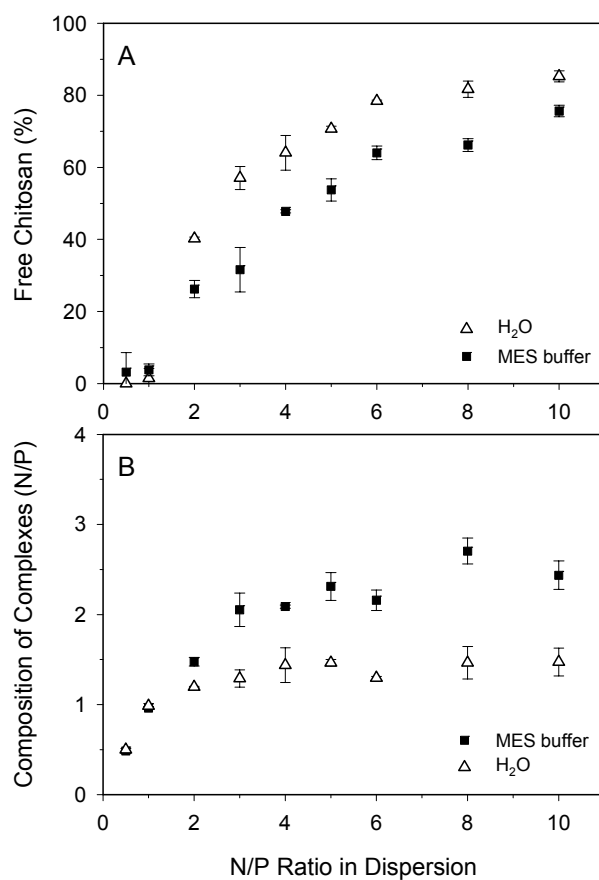 100
A
80
60
40
20
0
Free Chitosan (%)
H₂O
MES buffer
2
4
6
8
10
4
B
3
2
1
0
Composition of Complexes (N/P)
MES buffer
H₂O
0
2
4
6
8
10
N/P Ratio in Dispersion